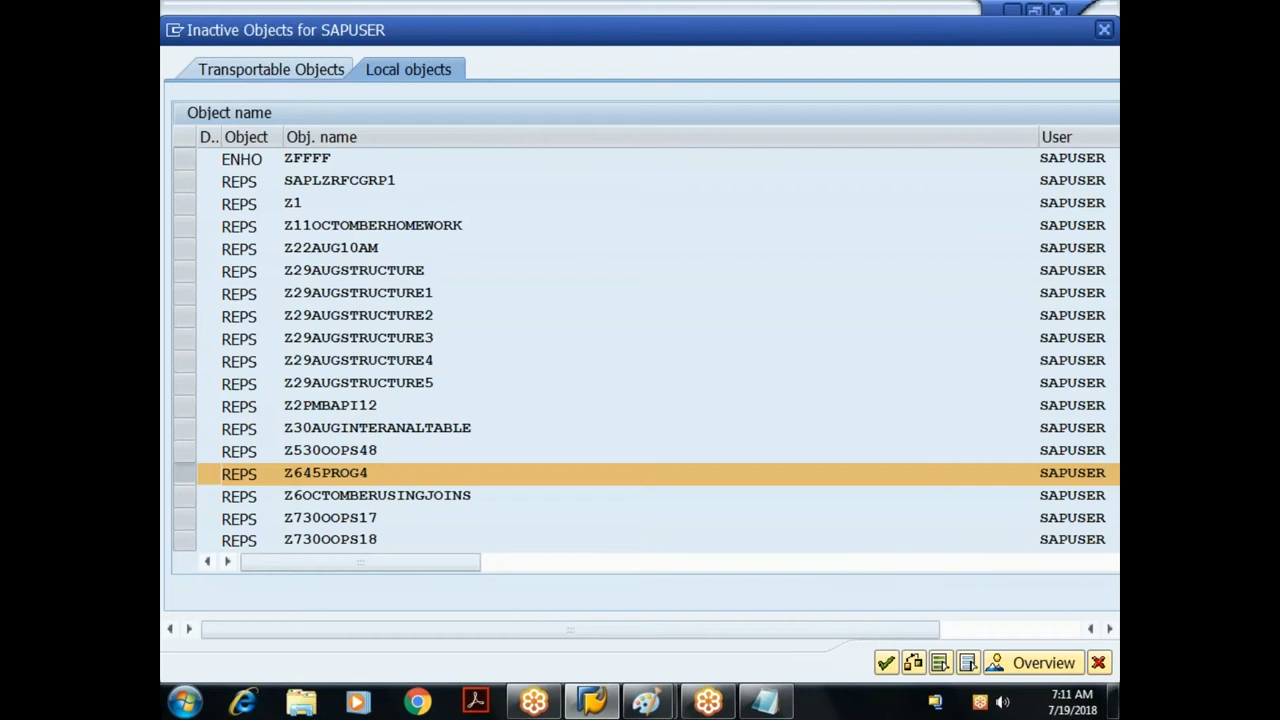 Inactive Objects for SAPUSER
Transportable Objects Local objects
Object name
D.. Object Obj. name User
ENHO ZFFFF SAPUSER
REPS SAPLZRFCGRP1 SAPUSER
REPS Z1 SAPUSER
REPS Z11OCTOMBERHOMEWORK SAPUSER
REPS Z22AUG10AM SAPUSER
REPS Z29AUGSTRUCTURE SAPUSER
REPS Z29AUGSTRUCTURE1 SAPUSER
REPS Z29AUGSTRUCTURE2 SAPUSER
REPS Z29AUGSTRUCTURE3 SAPUSER
REPS Z29AUGSTRUCTURE4 SAPUSER
REPS Z29AUGSTRUCTURE5 SAPUSER
REPS Z2PMBAPI12 SAPUSER
REPS Z30AUGINTERANALTABLE SAPUSER
REPS Z530OOPS48 SAPUSER
REPS Z645PROG4 SAPUSER
REPS Z6OCTOMBERUSINGJOINS SAPUSER
REPS Z730OOPS17 SAPUSER
REPS Z730OOPS18 SAPUSER
Overview
7:11 AM
7/19/2018